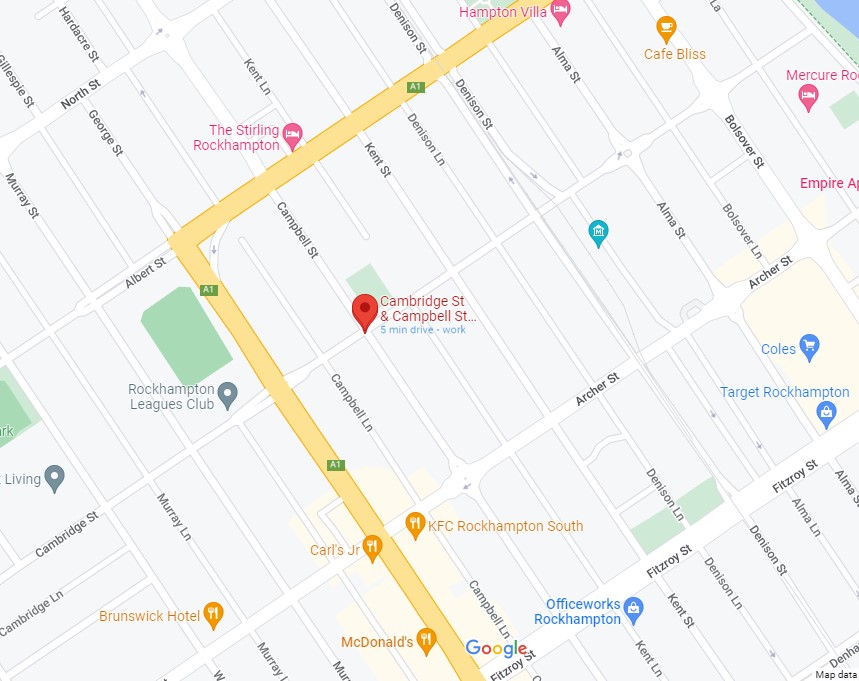 Hampton Villa
Cafe Bliss
Mercure Ro
Empire Ap
Hardacre St
Gillespie St
North St
George St
Murray St
Kent Ln
Denison St
La
A1
Alma St
Denison St
Denison Ln
Bolsover St
The Stirling
Rockhampton
Kent St
Campbell St
Albert St
A1
Alma St
Bolsover Ln
Archer St
Cambridge St
& Campbell St...
5 min drive - work
Coles
Target Rockhampton
Rockhampton
Leagues Club
ark
Campbell Ln
Archer St
A1
t Living
Murray Ln
Cambridge St
Denison Ln
Fitzroy St
Alma Ln
Alma St
KFC Rockhampton South
Carl's Jr
Denison St
Fitzroy St
Denison Ln
Cambridge Ln
Brunswick Hotel
Campbell Ln
Officeworks
Rockhampton
Kent St
McDonald's
Google
Fitzroy St
Kent Ln
Murray Ln
W
Mur
Denha
Map data